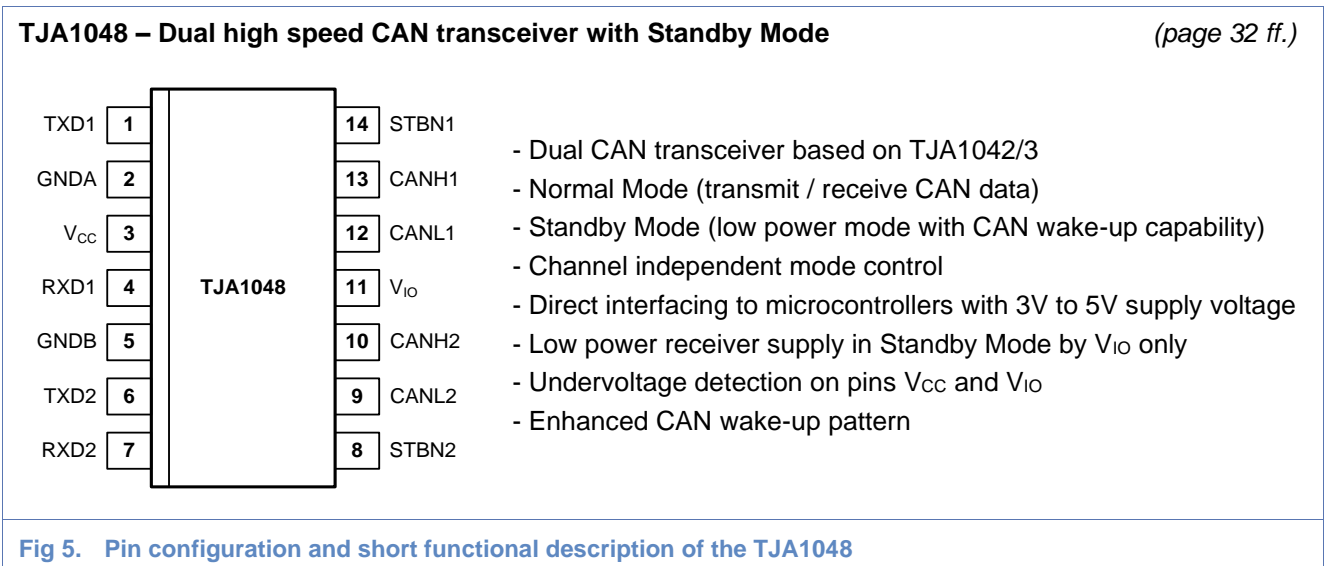 TJA1048 – Dual high speed CAN transceiver with Standby Mode (page 32 ff.)
TXD1 1
GNDA 2
VCC 3
RXD1 4
GNDB 5
TXD2 6
RXD2 7
TJA1048
14 STBN1
13 CANH1
12 CANL1
11 VIO
10 CANH2
9 CANL2
8 STBN2
- Dual CAN transceiver based on TJA1042/3
- Normal Mode (transmit / receive CAN data)
- Standby Mode (low power mode with CAN wake-up capability)
- Channel independent mode control
- Direct interfacing to microcontrollers with 3V to 5V supply voltage
- Low power receiver supply in Standby Mode by VIO only
- Undervoltage detection on pins VCC and VIO
- Enhanced CAN wake-up pattern
Fig 5. Pin configuration and short functional description of the TJA1048